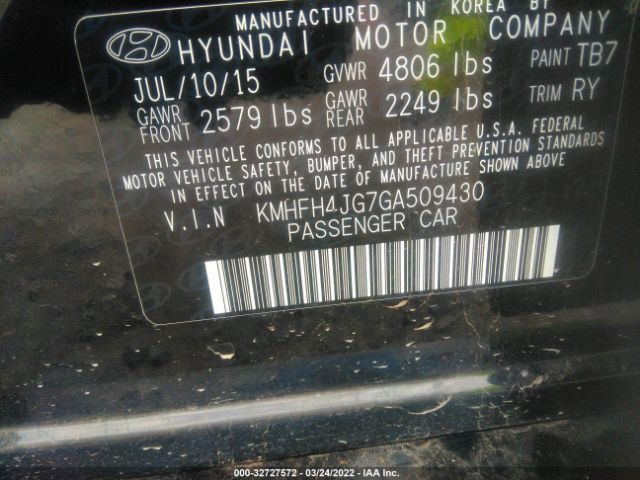 MANUFACTURED IN KOREA BY
HYUNDAI MOTOR COMPANY
JUL/10/15 GVWR 4806 lbs PAINT TB7
GAWR FRONT 2579 lbs GAWR REAR 2249 lbs TRIM RY
THIS VEHICLE CONFORMS TO ALL APPLICABLE U.S.A. FEDERAL
MOTOR VEHICLE SAFETY, BUMPER, AND THEFT PREVENTION STANDARDS
IN EFFECT ON THE DATE OF MANUFACTURE SHOWN ABOVE
V.I.N KMHFH4JG7GA509430
PASSENGER CAR
000-32727572 - 03/24/2022 - IAA Inc.